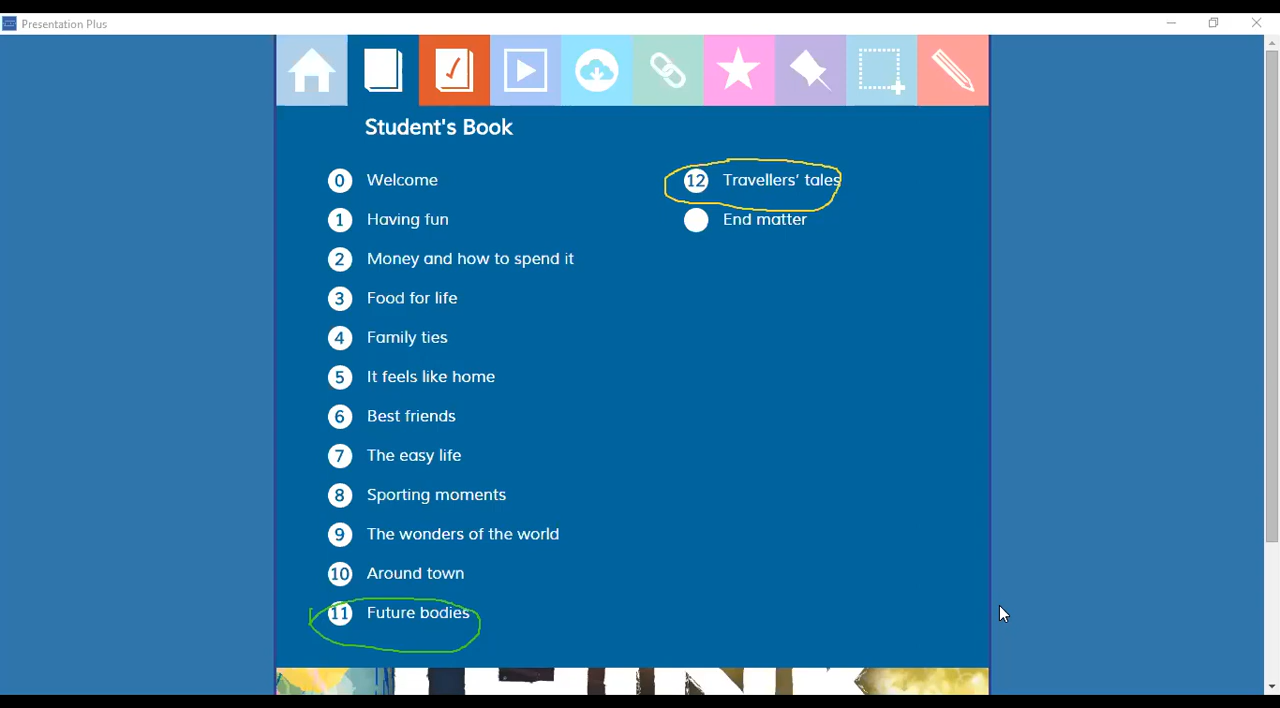 Presentation Plus
Student's Book
0 Welcome
1 Having fun
2 Money and how to spend it
3 Food for life
4 Family ties
5 It feels like home
6 Best friends
7 The easy life
8 Sporting moments
9 The wonders of the world
10 Around town
11 Future bodies
12 Travellers' tales
End matter
THINK